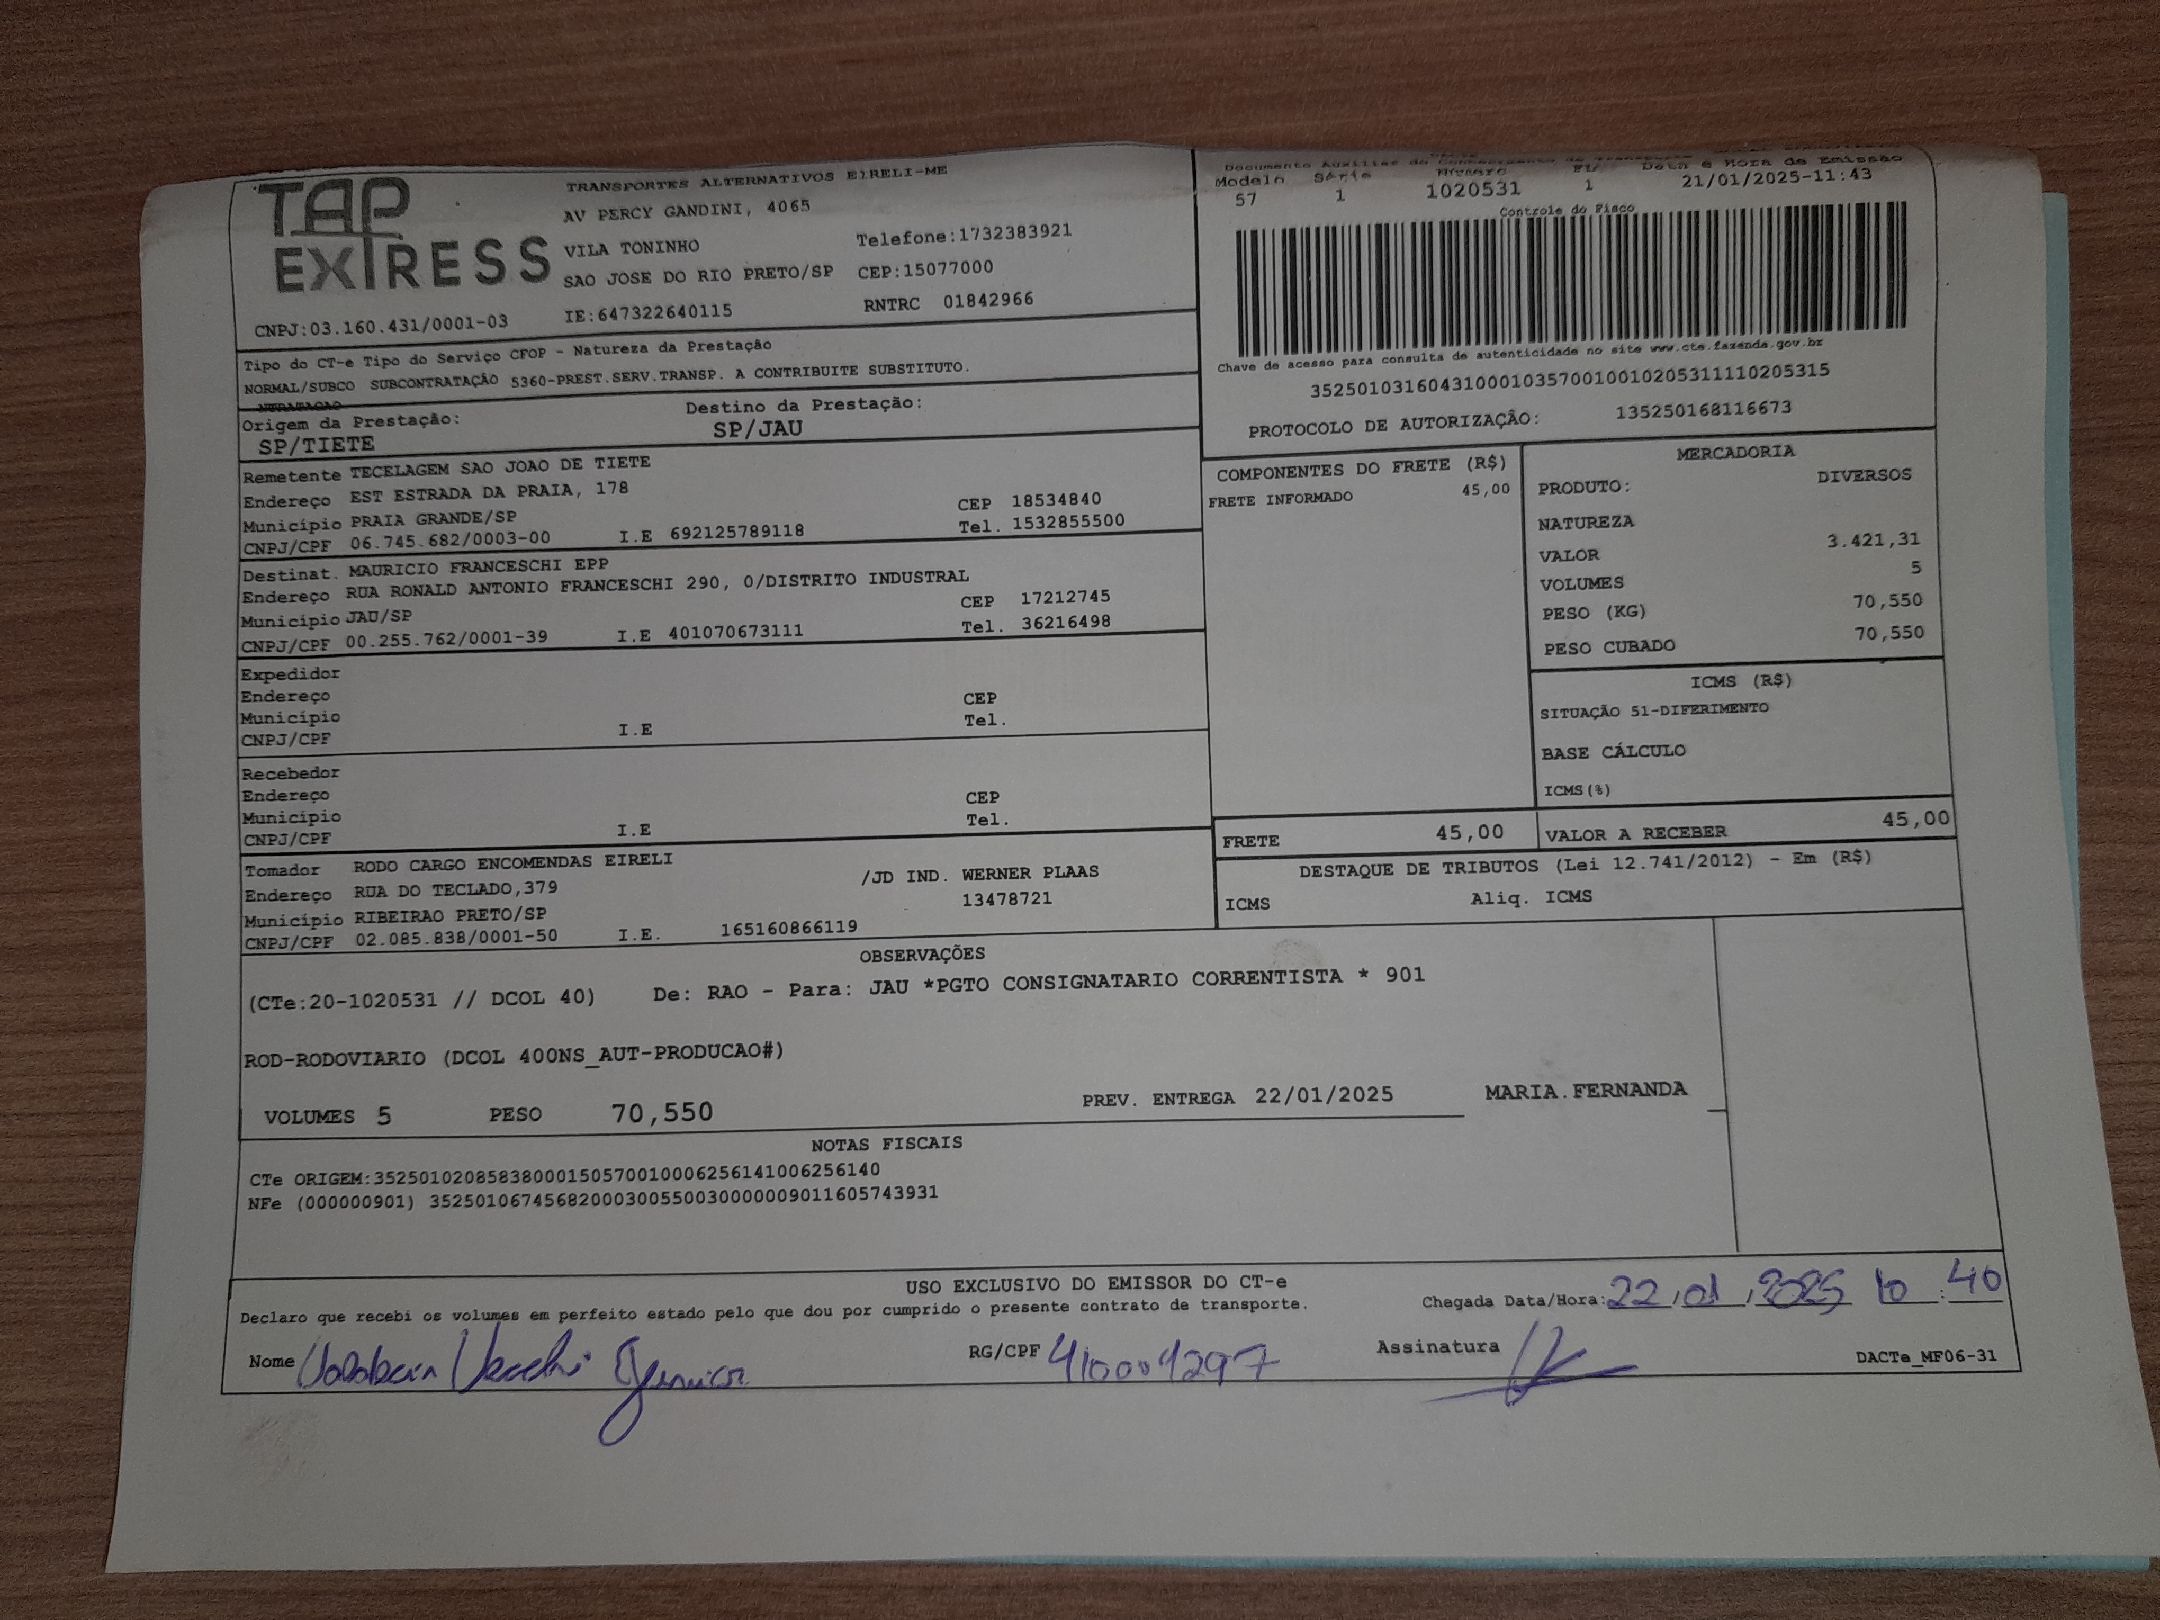 TAP EXPRESS
TRANSPORTES ALTERNATIVOS EIRELI-ME
AV PERCY GANDINI, 4065
VILA TONINHO Telefone:1732383921
SAO JOSE DO RIO PRETO/SP CEP:15077000
CNPJ:03.160.431/0001-03 IE:647322640115 RNTRC 01842966
Documento Auxiliar do Conhecimento de
Modelo Série Número FL/ Data e Hora de Emissão
57 1 1020531 1 21/01/2025-11:43
Controle do Fisco
Chave de acesso para consulta de autenticidade no site www.cte.fazenda.gov.br
35250103160431000103570010010205311110205315
PROTOCOLO DE AUTORIZAÇÃO: 135250168116673
Tipo do CT-e Tipo do Serviço CFOP - Natureza da Prestação
NORMAL/SUBCO SUBCONTRATAÇÃO 5360-PREST.SERV.TRANSP. A CONTRIBUITE SUBSTITUTO.
NTRATACAO
Origem da Prestação: Destino da Prestação:
SP/TIETE SP/JAU
Remetente TECELAGEM SAO JOAO DE TIETE
Endereço EST ESTRADA DA PRAIA, 178
CEP 18534840
Município PRAIA GRANDE/SP
Tel. 1532855500
CNPJ/CPF 06.745.682/0003-00 I.E 692125789118
Destinat. MAURICIO FRANCESCHI EPP
Endereço RUA RONALD ANTONIO FRANCESCHI 290, 0/DISTRITO INDUSTRAL
CEP 17212745
Município JAU/SP
Tel. 36216498
CNPJ/CPF 00.255.762/0001-39 I.E 401070673111
Expedidor
Endereço CEP
Município Tel.
CNPJ/CPF I.E
Recebedor
Endereço CEP
Município Tel.
CNPJ/CPF I.E
Tomador RODO CARGO ENCOMENDAS EIRELI
Endereço RUA DO TECLADO,379 /JD IND. WERNER PLAAS
Município RIBEIRAO PRETO/SP 13478721
CNPJ/CPF 02.085.838/0001-50 I.E. 165160866119
COMPONENTES DO FRETE (R$)
FRETE INFORMADO 45,00
MERCADORIA
PRODUTO: DIVERSOS
NATUREZA
VALOR 3.421,31
VOLUMES 5
PESO (KG) 70,550
PESO CUBADO 70,550
ICMS (R$)
SITUAÇÃO 51-DIFERIMENTO
BASE CÁLCULO
ICMS(%)
FRETE 45,00 VALOR A RECEBER 45,00
DESTAQUE DE TRIBUTOS (Lei 12.741/2012) - Em (R$)
ICMS Aliq. ICMS
OBSERVAÇÕES
(CTe:20-1020531 // DCOL 40) De: RAO - Para: JAU *PGTO CONSIGNATARIO CORRENTISTA * 901
ROD-RODOVIARIO (DCOL 400NS_AUT-PRODUCAO#)
VOLUMES 5 PESO 70,550 PREV. ENTREGA 22/01/2025 MARIA.FERNANDA
NOTAS FISCAIS
CTe ORIGEM:35250102085838000150570010006256141006256140
NFe (000000901) 35250106745682000300550030000009011605743931
USO EXCLUSIVO DO EMISSOR DO CT-e
Declaro que recebi os volumes em perfeito estado pelo que dou por cumprido o presente contrato de transporte.
Chegada Data/Hora: 22/01/2025 10:40
Nome RG/CPF 410091297 Assinatura
DACTe_MF06-31